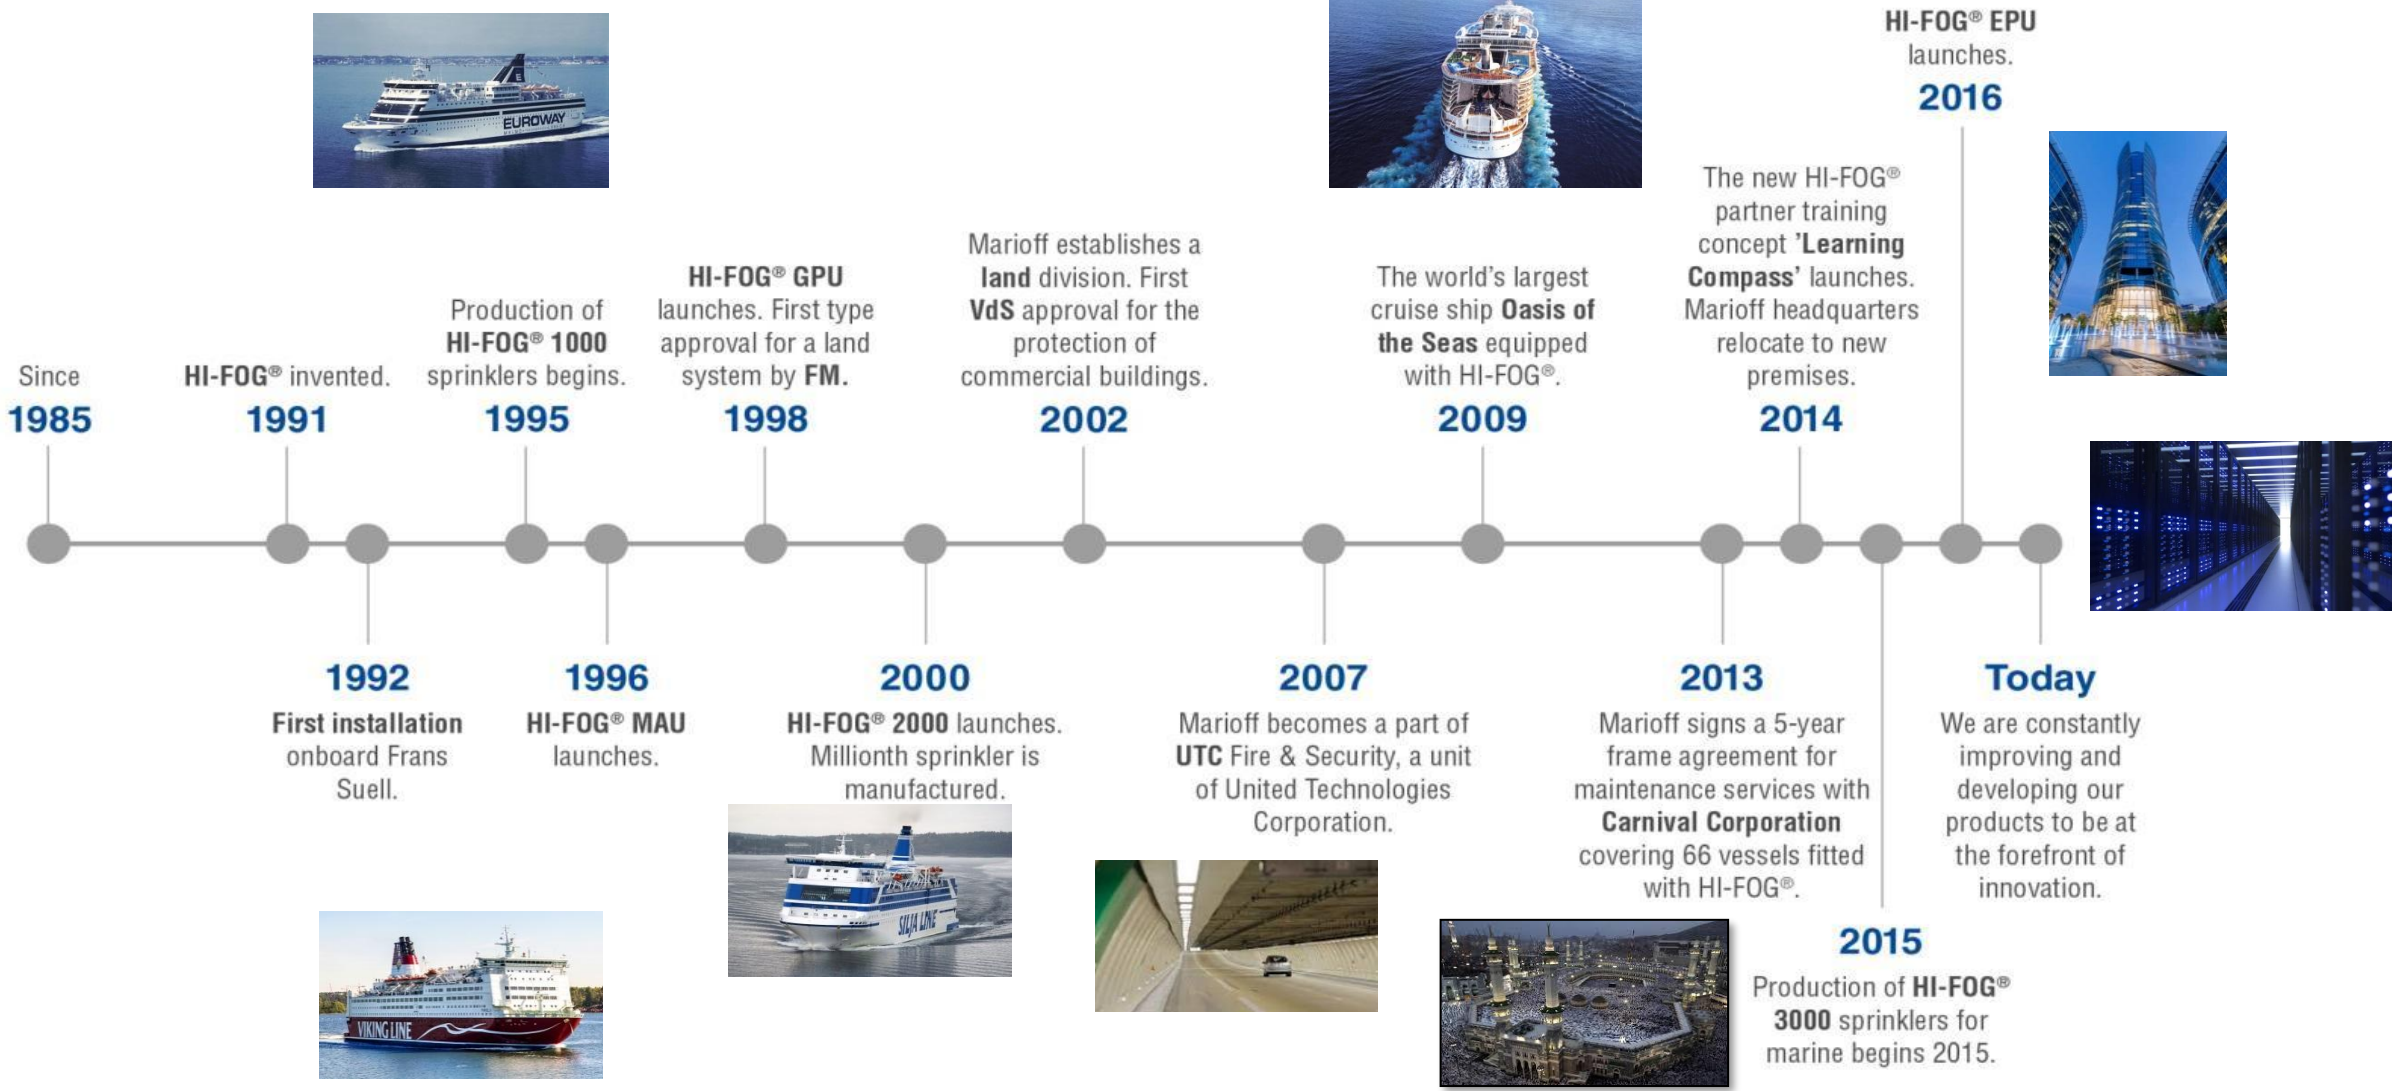 Since
1985
HI-FOG® invented.
1991
First installation
onboard Frans
Suell.
1992
Production of
HI-FOG® 1000
sprinklers begins.
1995
1996
HI-FOG® MAU
launches.
HI-FOG® GPU
launches. First type
approval for a land
system by FM.
1998
2000
HI-FOG® 2000 launches.
Millionth sprinkler is
manufactured.
Marioff establishes a
land division. First
VdS approval for the
protection of
commercial buildings.
2002
2007
Marioff becomes a part of
UTC Fire & Security, a unit
of United Technologies
Corporation.
The world's largest
cruise ship Oasis of
the Seas equipped
with HI-FOG®.
2009
2013
Marioff signs a 5-year
frame agreement for
maintenance services with
Carnival Corporation
covering 66 vessels fitted
with HI-FOG®.
The new HI-FOG®
partner training
concept 'Learning
Compass' launches.
Marioff headquarters
relocate to new
premises.
2014
2015
Production of HI-FOG®
3000 sprinklers for
marine begins 2015.
HI-FOG® EPU
launches.
2016
Today
We are constantly
improving and
developing our
products to be at
the forefront of
innovation.
E
EUROWAY
VIKING LINE
SILJA LINE